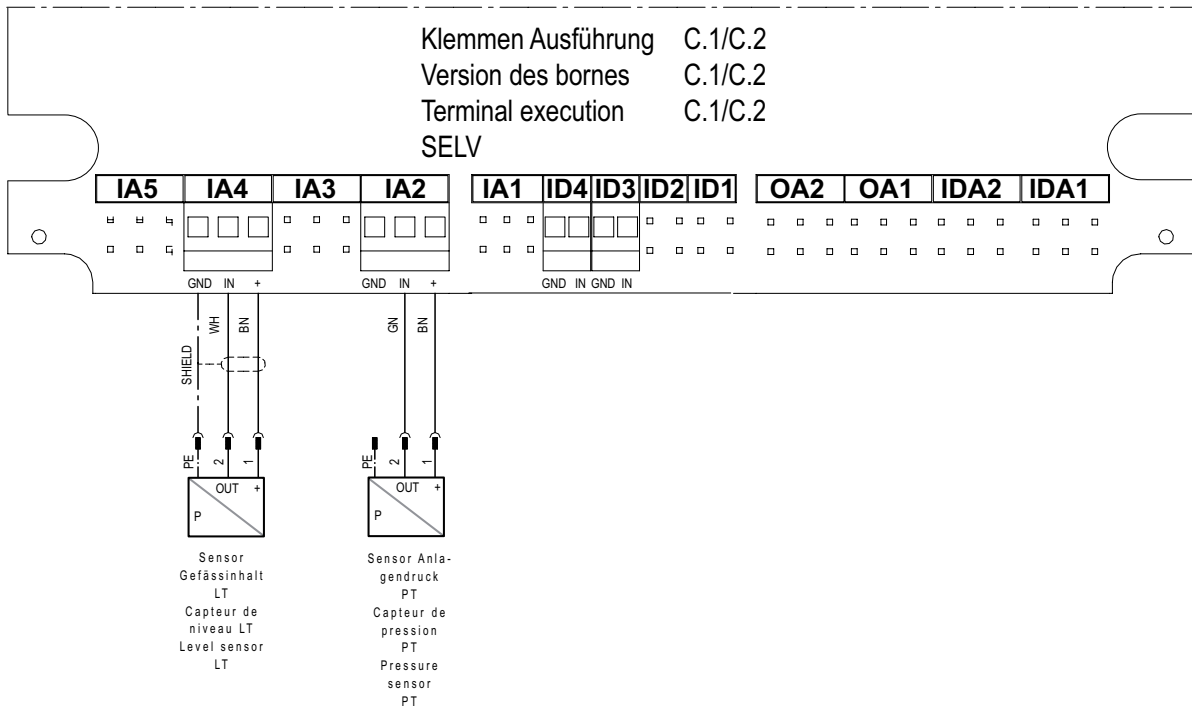 Klemmen Ausführung C.1/C.2
Version des bornes C.1/C.2
Terminal execution C.1/C.2
SELV
IA5 IA4 IA3 IA2 IA1 ID4 ID3 ID2 ID1 OA2 OA1 IDA2 IDA1
GND IN + GND IN + GND IN GND IN
SHIELD WH BN GN BN
PE 2 1 PE 2 1
OUT + OUT +
P P
Sensor
Gefässinhalt
LT
Capteur de
niveau LT
Level sensor
LT
Sensor Anla-
gendruck
PT
Capteur de
pression
PT
Pressure
sensor
PT